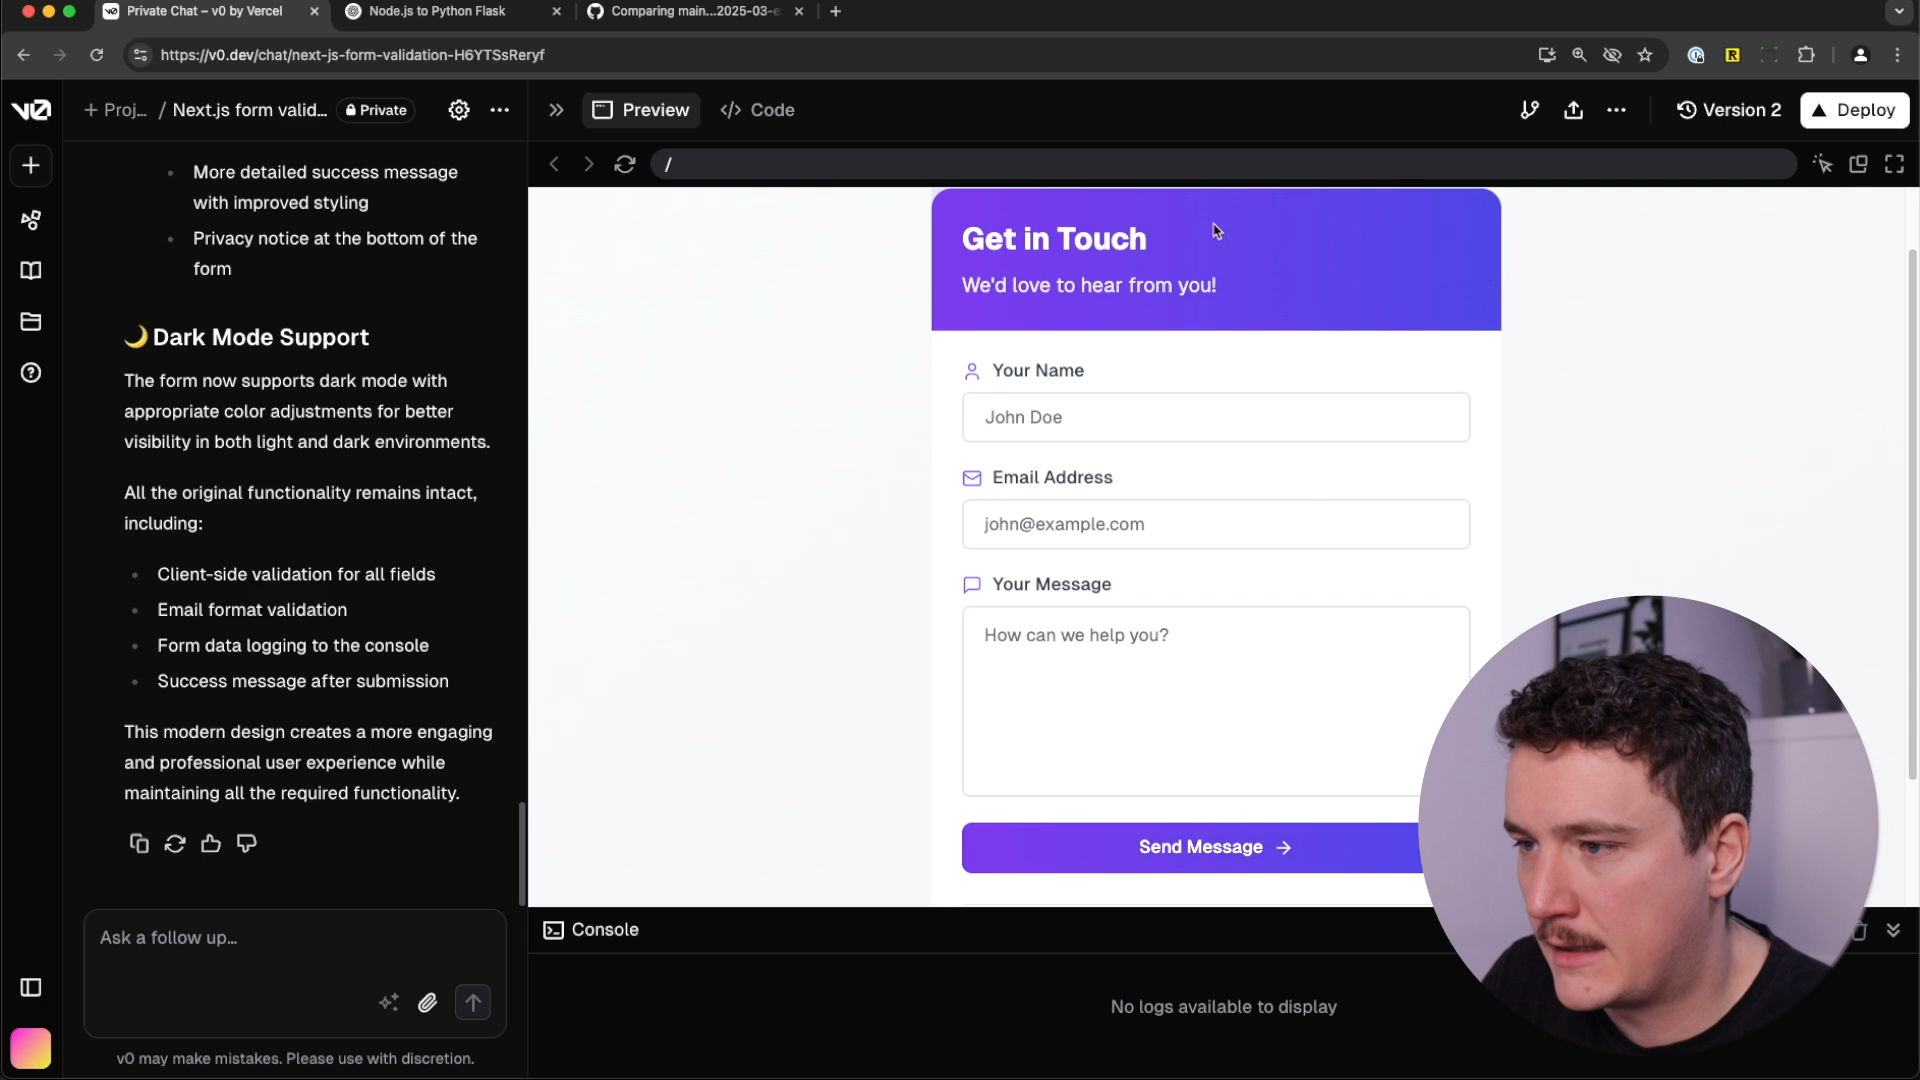 Private Chat – v0 by Vercel
Node.js to Python Flask
Comparing main...2025-03-e
https://v0.dev/chat/next-js-form-validation-H6YTSsReryf
v0
Proj... / Next.js form valid...
Private
Preview
Code
Version 2
Deploy
/
More detailed success message
with improved styling
Privacy notice at the bottom of the
form
🌙 Dark Mode Support
The form now supports dark mode with
appropriate color adjustments for better
visibility in both light and dark environments.
All the original functionality remains intact,
including:
Client-side validation for all fields
Email format validation
Form data logging to the console
Success message after submission
This modern design creates a more engaging
and professional user experience while
maintaining all the required functionality.
Ask a follow up...
v0 may make mistakes. Please use with discretion.
Get in Touch
We'd love to hear from you!
Your Name
John Doe
Email Address
john@example.com
Your Message
How can we help you?
Send Message →
Console
No logs available to display